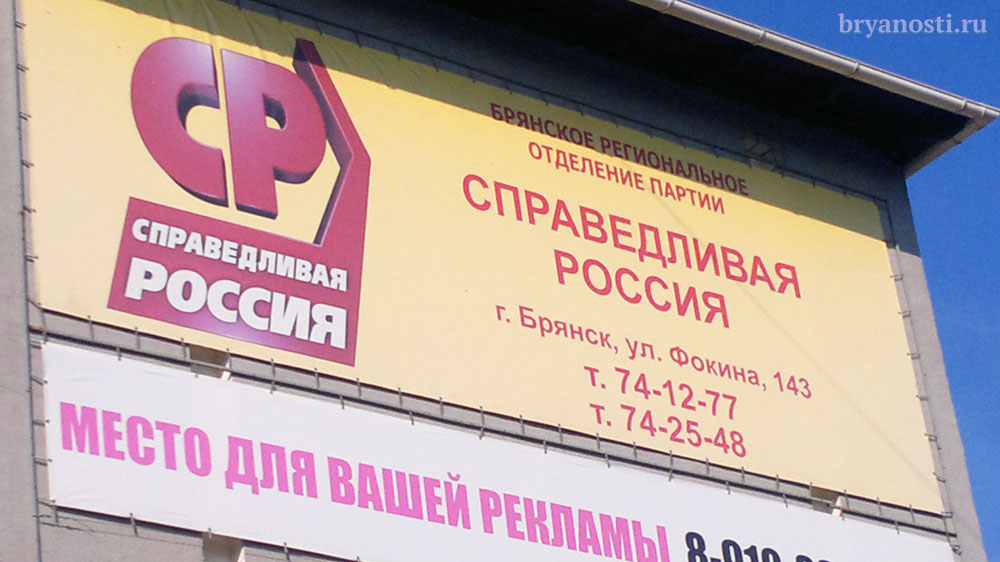 bryanosti.ru
СР
СПРАВЕДЛИВАЯ
РОССИЯ
БРЯНСКОЕ РЕГИОНАЛЬНОЕ
ОТДЕЛЕНИЕ ПАРТИИ
СПРАВЕДЛИВАЯ
РОССИЯ
г. Брянск, ул. Фокина, 143
т. 74-12-77
т. 74-25-48
МЕСТО ДЛЯ ВАШЕЙ РЕКЛАМЫ